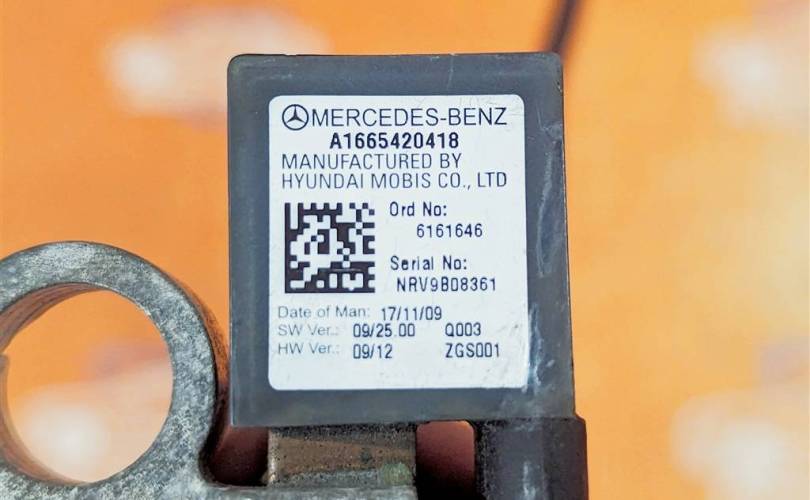 MERCEDES-BENZ
A1665420418
MANUFACTURED BY
HYUNDAI MOBIS CO., LTD
Ord No:
6161646
Serial No:
NRV9B08361
Date of Man: 17/11/09
SW Ver.: 09/25.00 Q003
HW Ver.: 09/12 ZGS001